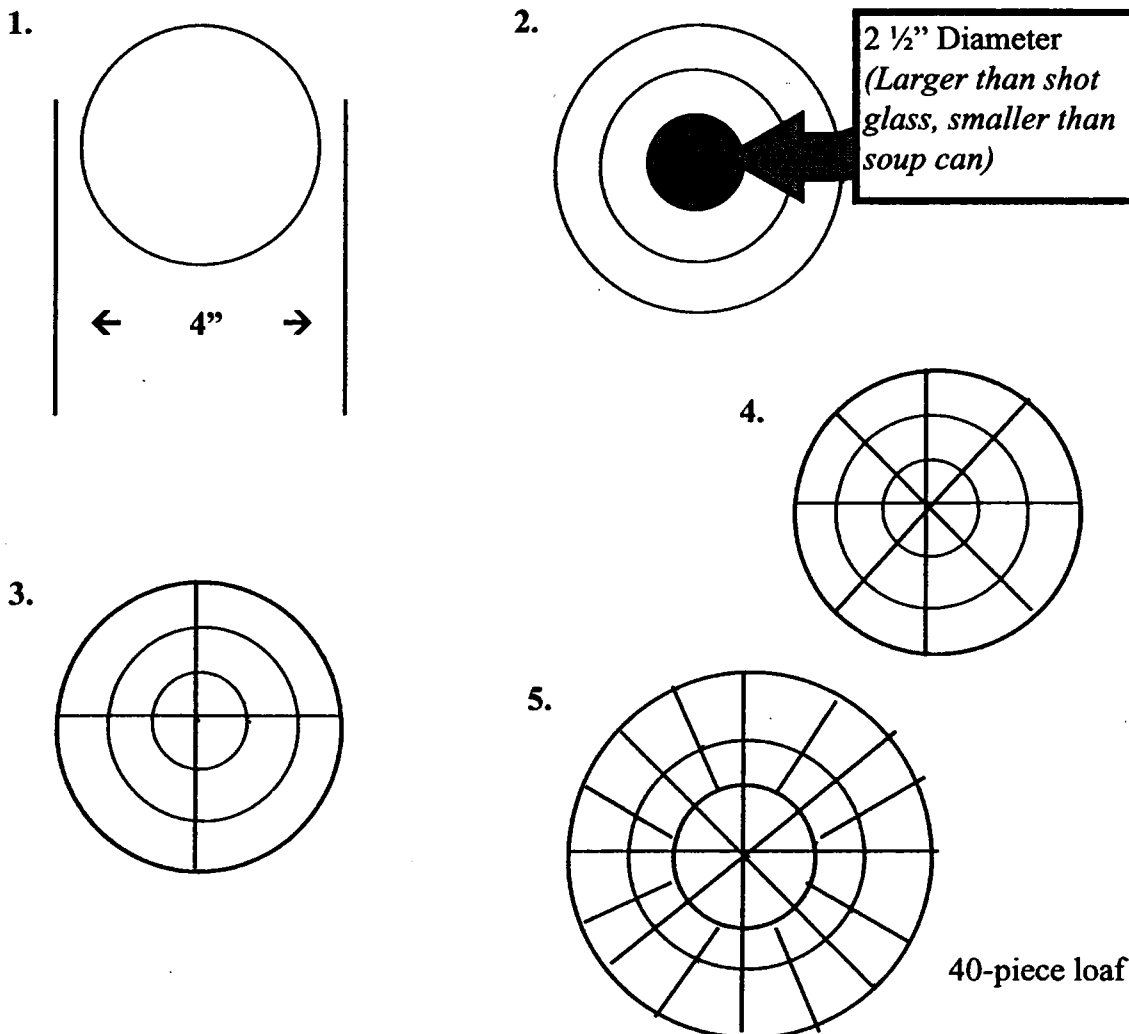 1.
2.
2 ½” Diameter
(Larger than shot
glass, smaller than
soup can)
← 4” →
4.
3.
5.
40-piece loaf